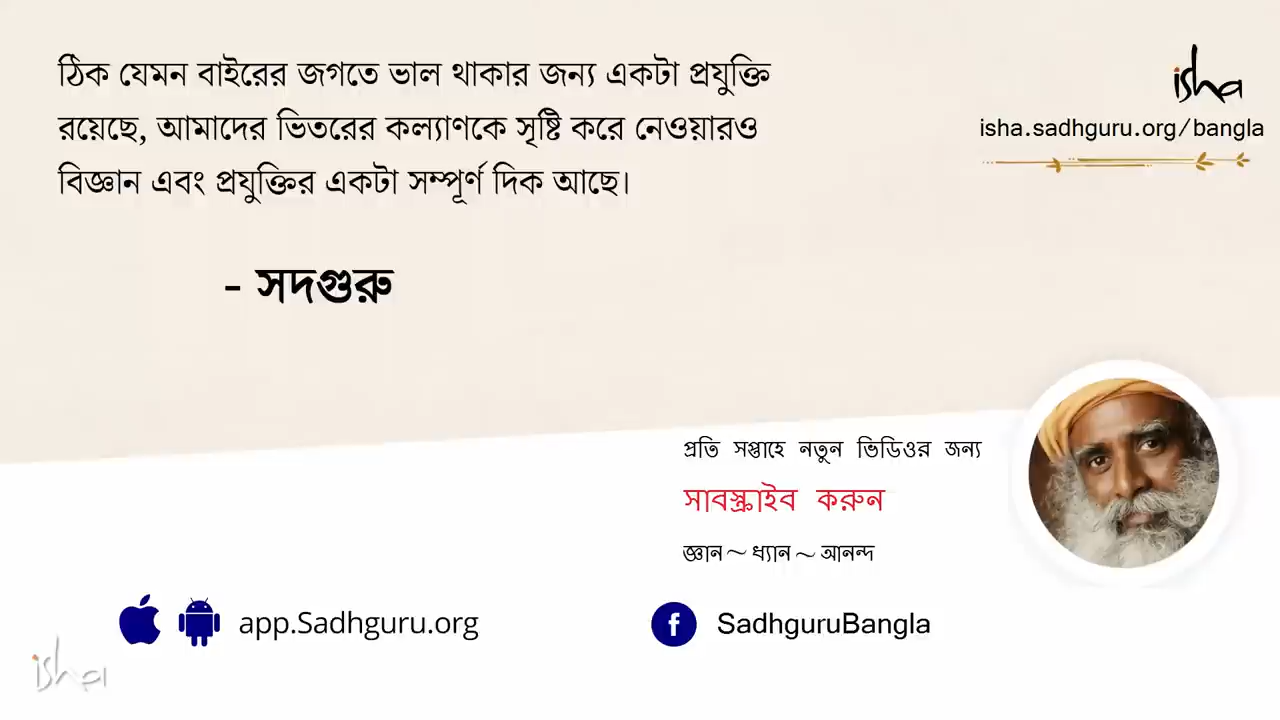 ঠিক যেমন বাইরের জগতে ভাল থাকার জন্য একটা প্রযুক্তি
রয়েছে, আমাদের ভিতরের কল্যাণকে সৃষ্টি করে নেওয়ারও
বিজ্ঞান এবং প্রযুক্তির একটা সম্পূর্ণ দিক আছে।
- সদগুরু
isha
isha.sadhguru.org/bangla
প্রতি সপ্তাহে নতুন ভিডিওর জন্য
সাবস্ক্রাইব করুন
জ্ঞান ~ ধ্যান ~ আনন্দ
app.Sadhguru.org
SadhguruBangla
isha